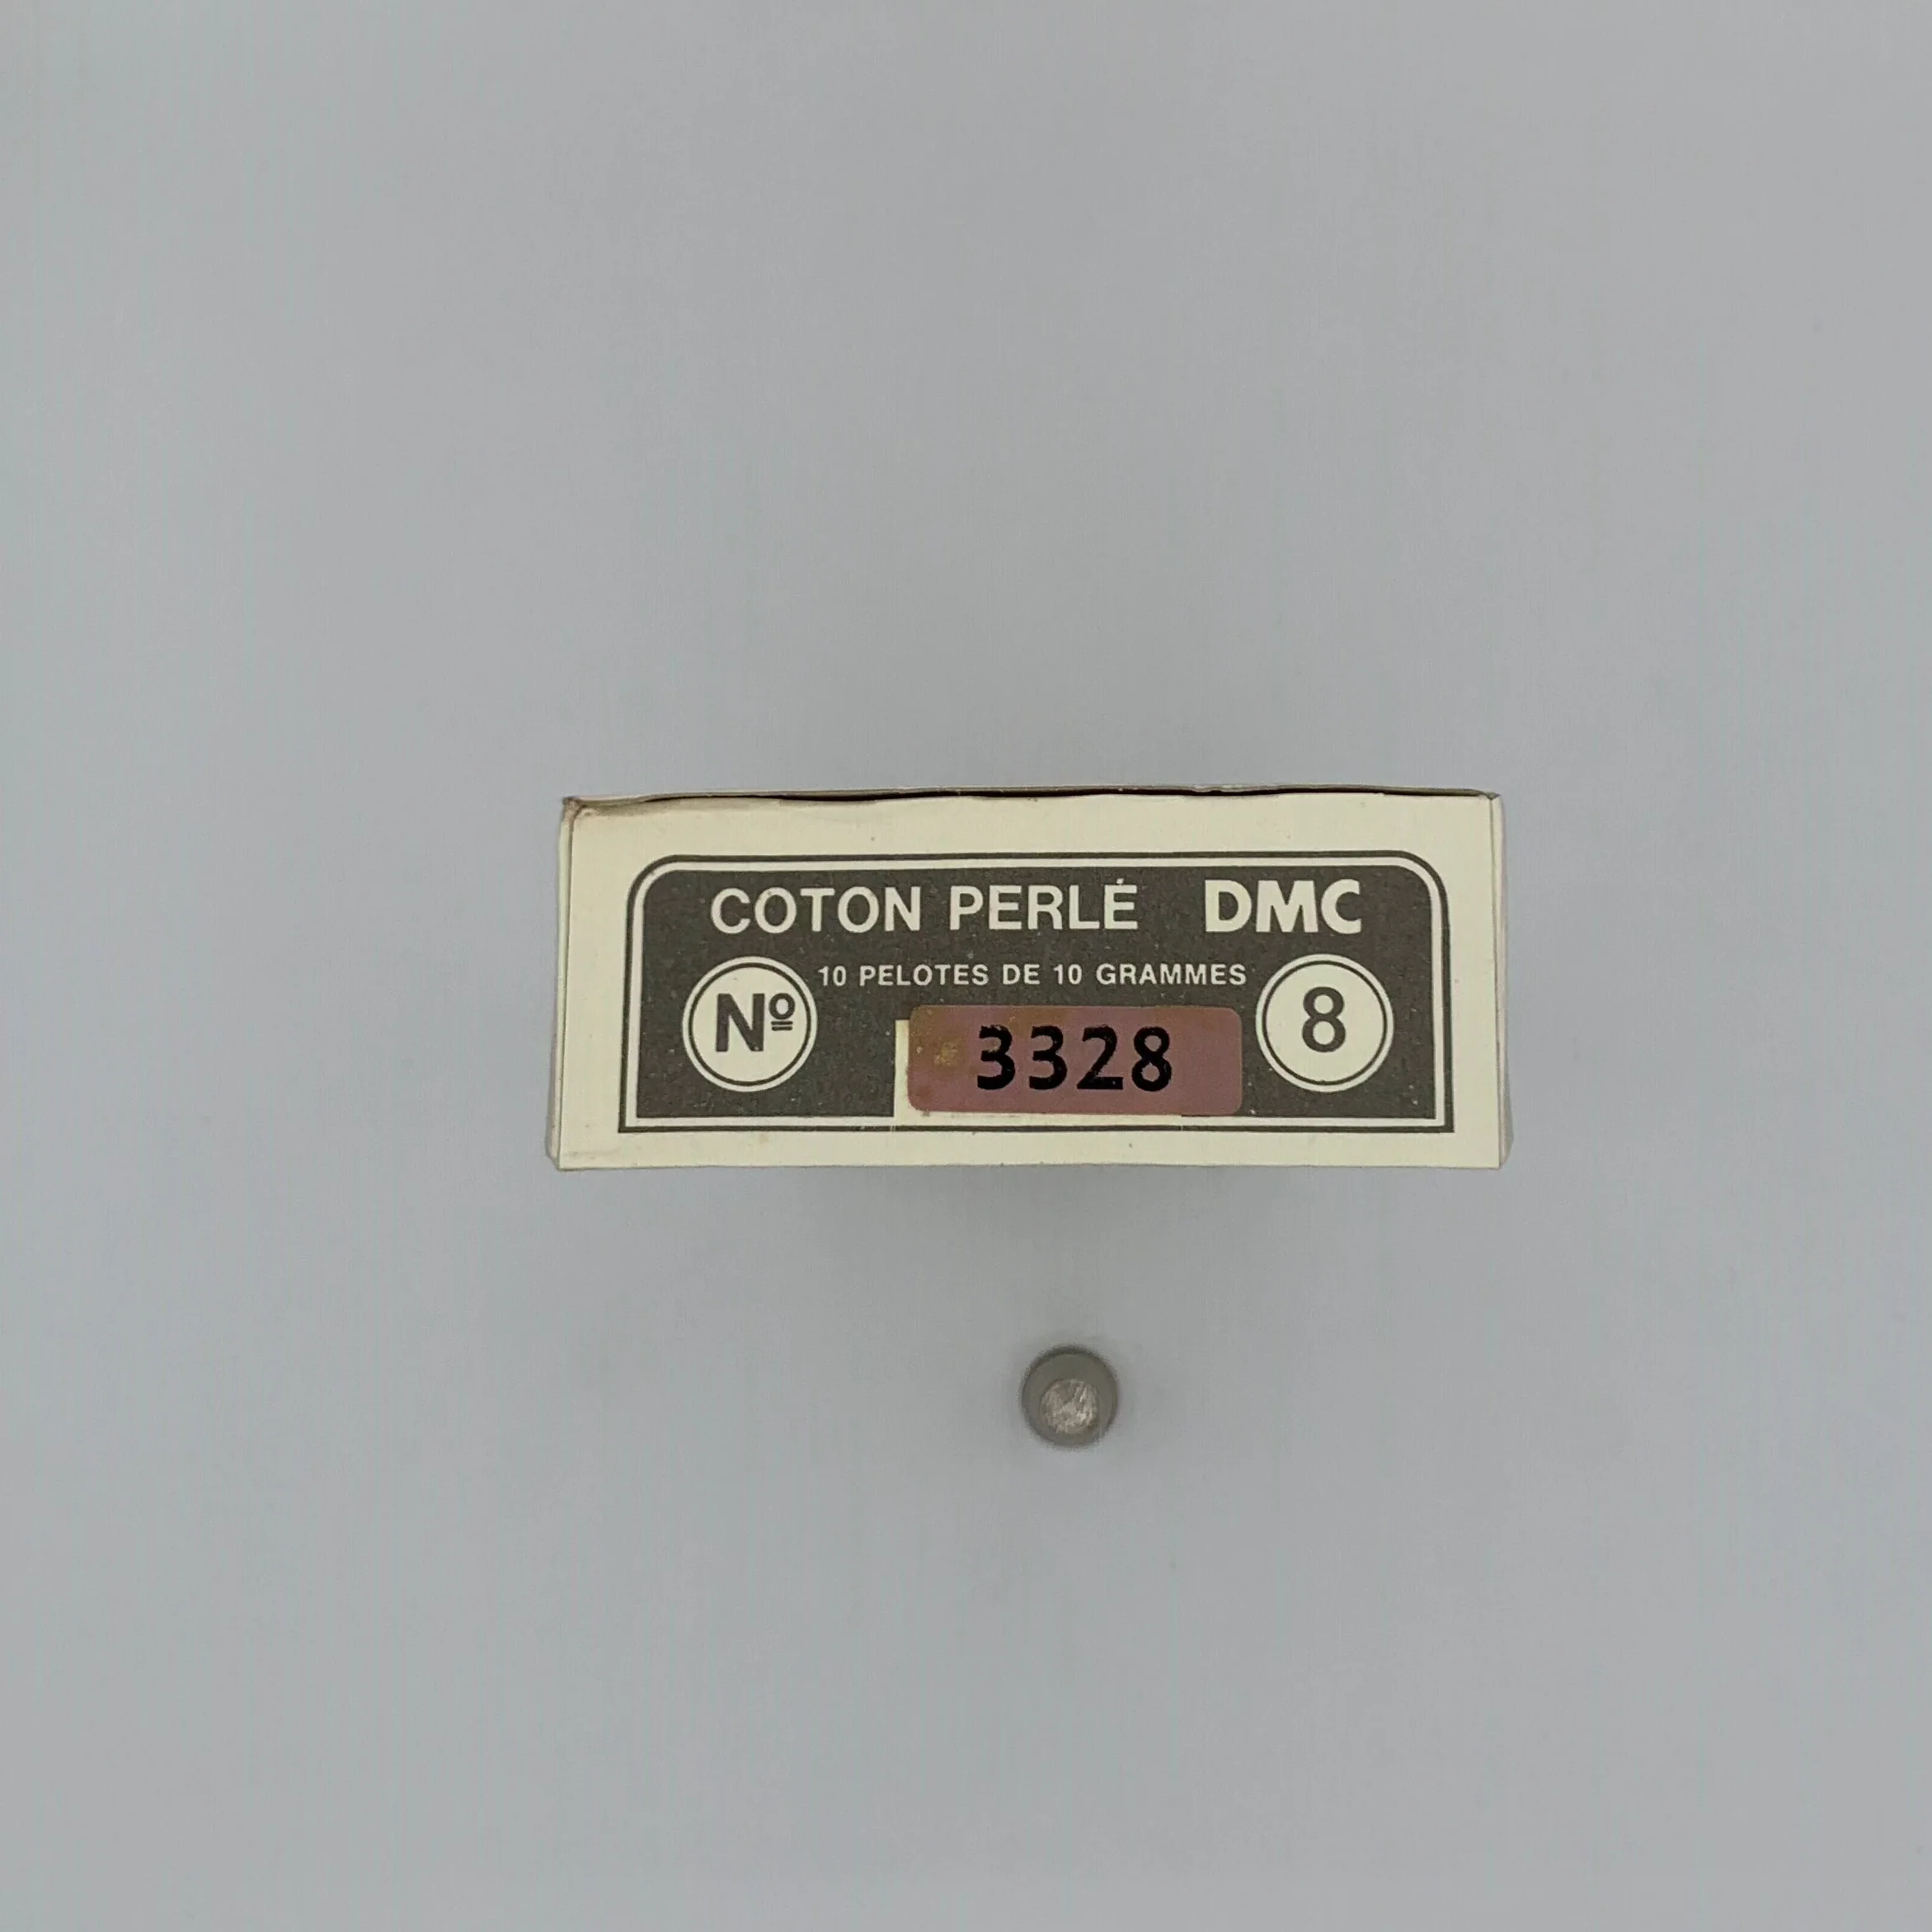 COTON PERLÉ DMC
10 PELOTES DE 10 GRAMMES
Nº 3328 8